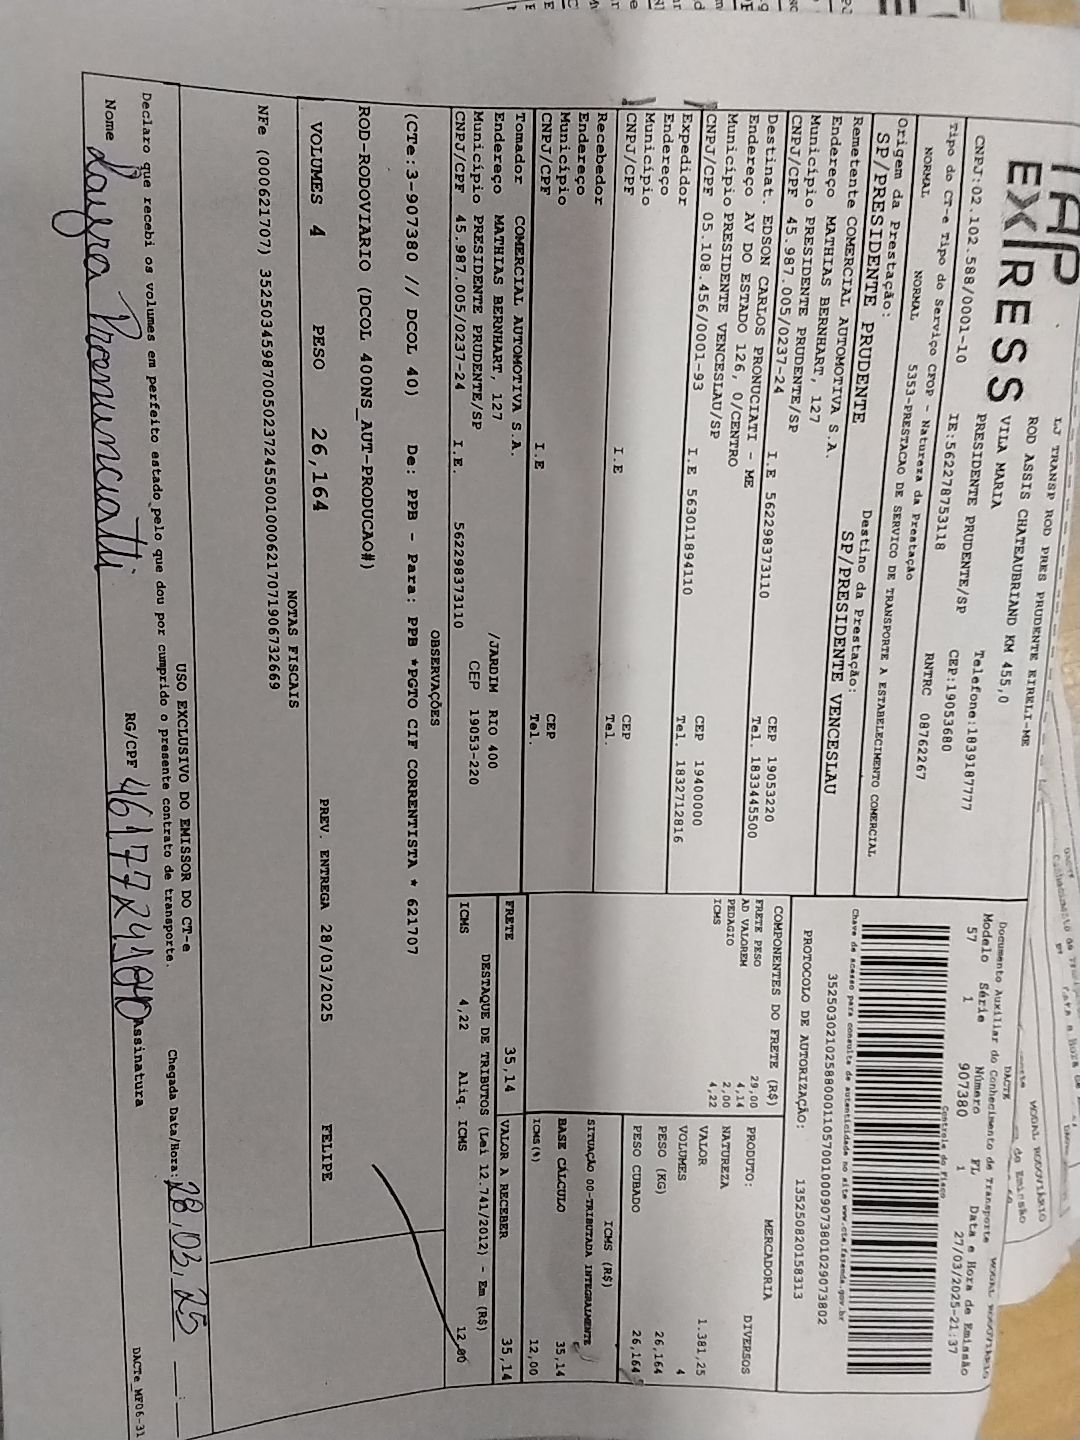 TAP
EXPRESS
LJ TRANSP ROD PRES PRUDENTE EIRELI-ME
ROD ASSIS CHATEAUBRIAND KM 455,0
VILA MARIA
PRESIDENTE PRUDENTE/SP
Telefone:1839187777
CEP:19053680
CNPJ:02.102.588/0001-10
IE:562278753118
RNTRC 08762267
DACTE
MODAL RODOVIÁRIO
Documento Auxiliar do Conhecimento de Transporte
Modelo Série Número FL Data e Hora de Emissão
57 1 907380 1 27/03/2025-21:37
Controle do Fisco
Tipo do CT-e Tipo do Serviço CFOP - Natureza da Prestação
NORMAL NORMAL 5353-PRESTACAO DE SERVICO DE TRANSPORTE A ESTABELECIMENTO COMERCIAL
Origem da Prestação:
SP/PRESIDENTE PRUDENTE
Destino da Prestação:
SP/PRESIDENTE VENCESLAU
Chave de acesso para consulta de autenticidade no site www.cte.fazenda.gov.br
35250302102588000110570010009073801029073802
PROTOCOLO DE AUTORIZAÇÃO: 135250820158313
Remetente COMERCIAL AUTOMOTIVA S.A.
Endereço MATHIAS BERNHART, 127
Município PRESIDENTE PRUDENTE/SP CEP 19053220
CNPJ/CPF 45.987.005/0237-24 I.E 562298373110 Tel. 1833445500
Destinat. EDSON CARLOS PRONUCIATI - ME
Endereço AV DO ESTADO 126, 0/CENTRO
Município PRESIDENTE VENCESLAU/SP CEP 19400000
CNPJ/CPF 05.108.456/0001-93 I.E 563011894110 Tel. 1832712816
Expedidor
Endereço
Município CEP
CNPJ/CPF I.E Tel.
Recebedor
Endereço
Município CEP
CNPJ/CPF I.E Tel.
Tomador COMERCIAL AUTOMOTIVA S.A.
Endereço MATHIAS BERNHART, 127 /JARDIM RIO 400
Município PRESIDENTE PRUDENTE/SP CEP 19053-220
CNPJ/CPF 45.987.005/0237-24 I.E. 562298373110
COMPONENTES DO FRETE (R$)
FRETE PESO 29,00
AD VALOREM 4,14
PEDAGIO 2,00
ICMS 4,22
MERCADORIA
PRODUTO: DIVERSOS
NATUREZA
VALOR 1.381,25
VOLUMES 4
PESO (KG) 26,164
PESO CUBADO 26,164
ICMS (R$)
SITUAÇÃO 00-TRIBUTADA INTEGRALMENTE
BASE CÁLCULO 35,14
ICMS(%) 12,00
FRETE 35,14 VALOR A RECEBER 35,14
DESTAQUE DE TRIBUTOS (Lei 12.741/2012) - Em (R$)
ICMS 4,22 Aliq. ICMS 12,00
OBSERVAÇÕES
(CTe.:3-907380 // DCOL 40) De: PPB - Para: PPB *PGTO CIF CORRENTISTA * 621707
ROD-RODOVIARIO (DCOL 400NS_AUT-PRODUCAO#)
VOLUMES 4 PESO 26,164 PREV. ENTREGA 28/03/2025 FELIPE
NOTAS FISCAIS
NFe (000621707) 35250345987005023724550010006217071906732669
USO EXCLUSIVO DO EMISSOR DO CT-e
Declaro que recebi os volumes em perfeito estado pelo que dou por cumprido o presente contrato de transporte.
Chegada Data/Hora: 28,03,25 __:__
Nome Layra Pronunciatti RG/CPF Assinatura
DACTe_MF06-31